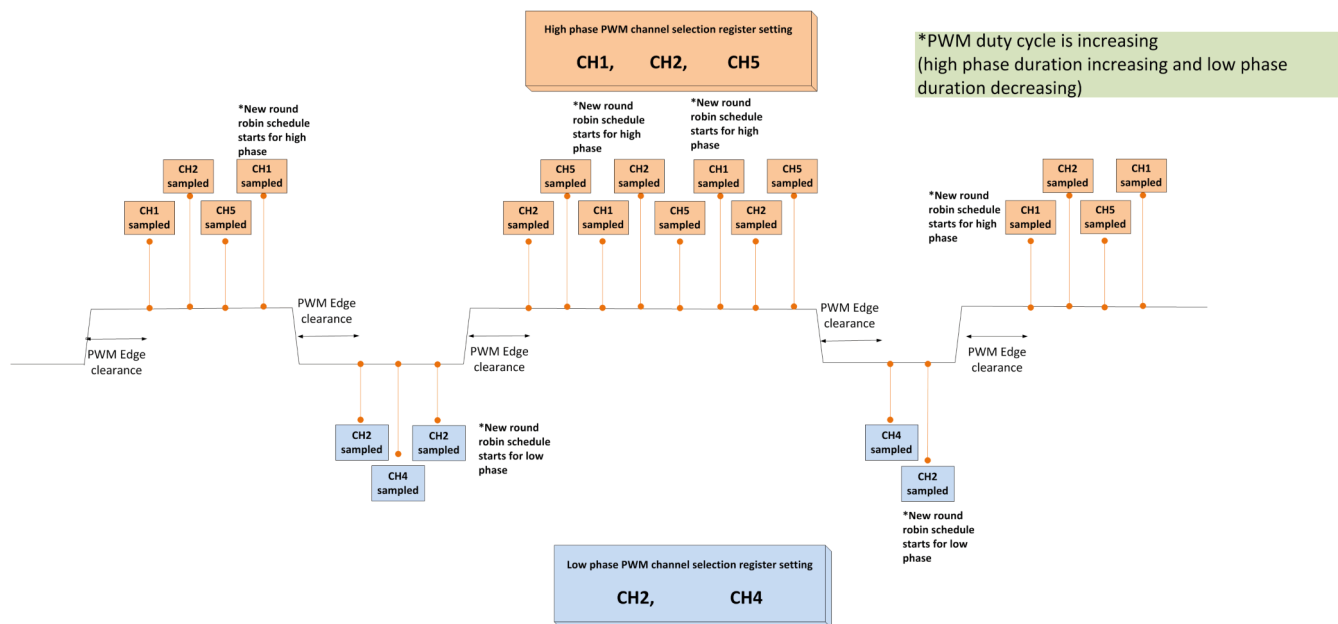 High phase PWM channel selection register setting
CH1, CH2, CH5
*PWM duty cycle is increasing
(high phase duration increasing and low phase
duration decreasing)
*New round
robin schedule
starts for high
phase
*New round
robin schedule
starts for high
phase
*New round
robin schedule
starts for high
phase
CH2
sampled
CH1
sampled
CH5
sampled
CH2
sampled
CH1
sampled
CH5
sampled
CH2
sampled
CH1
sampled
CH1
sampled
CH5
sampled
CH2
sampled
CH1
sampled
CH5
sampled
CH2
sampled
*New round
robin schedule
starts for high
phase
CH1
sampled
CH5
sampled
PWM Edge
clearance
PWM Edge
clearance
PWM Edge
clearance
PWM Edge
clearance
PWM Edge
clearance
CH2
sampled
CH4
sampled
CH2
sampled
*New round
robin schedule
starts for low
phase
CH4
sampled
CH2
sampled
*New round
robin schedule
starts for low
phase
Low phase PWM channel selection register setting
CH2, CH4